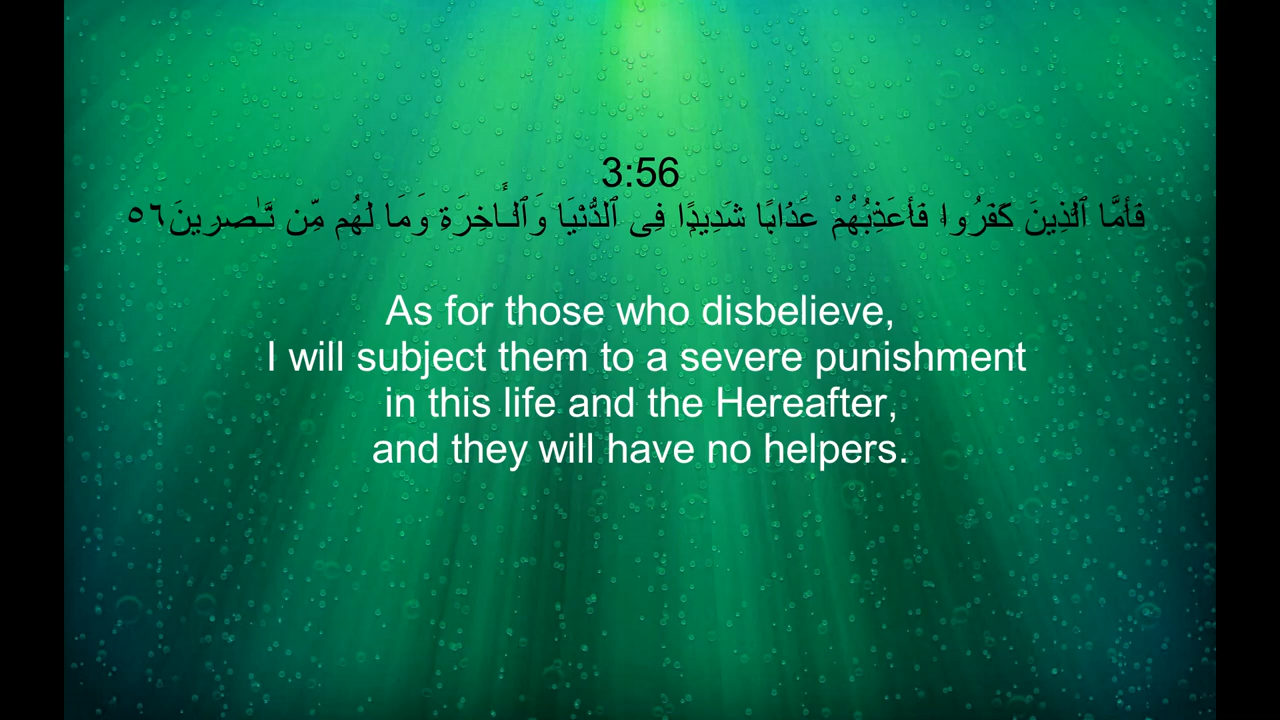 3:56
فَأَمَّا ٱلَّذِينَ كَفَرُوا۟ فَأُعَذِّبُهُمْ عَذَابًا شَدِيدًا فِى ٱلدُّنْيَا وَٱلْـَٔاخِرَةِ وَمَا لَهُم مِّن نَّـٰصِرِينَ ٥٦
As for those who disbelieve,
I will subject them to a severe punishment
in this life and the Hereafter,
and they will have no helpers.